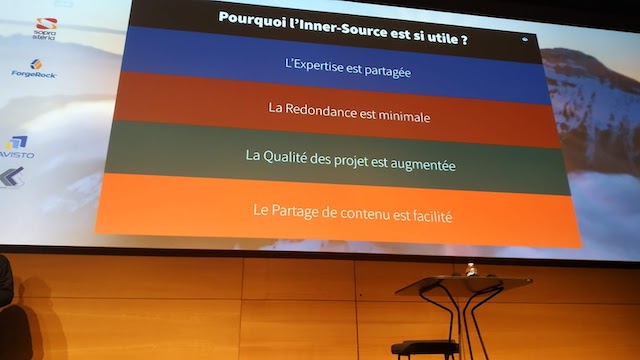 Pourquoi l'Inner-Source est si utile ?
sopra
steria
L'Expertise est partagée
ForgeRock
La Redondance est minimale
AVISTO
La Qualité des projet est augmentée
Le Partage de contenu est facilité